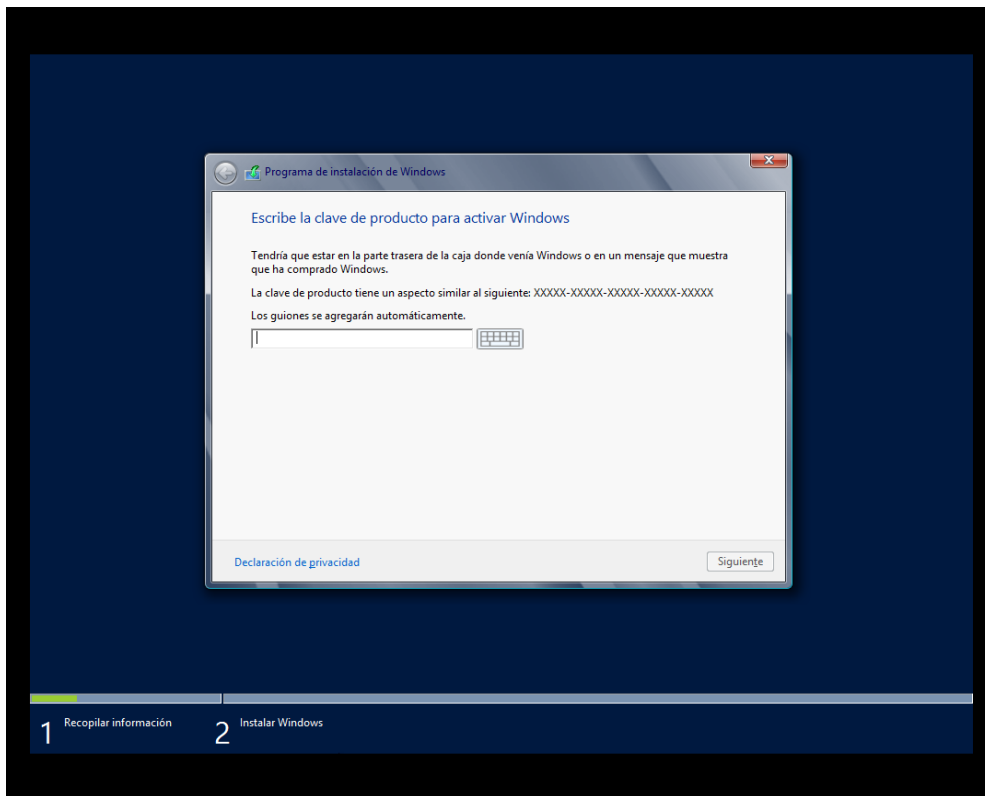 Programa de instalación de Windows
Escribe la clave de producto para activar Windows
Tendría que estar en la parte trasera de la caja donde venía Windows o en un mensaje que muestra
que ha comprado Windows.
La clave de producto tiene un aspecto similar al siguiente: XXXXX-XXXXX-XXXXX-XXXXX-XXXXX
Los guiones se agregarán automáticamente.
Declaración de privacidad
Siguiente
1 Recopilar información
2 Instalar Windows